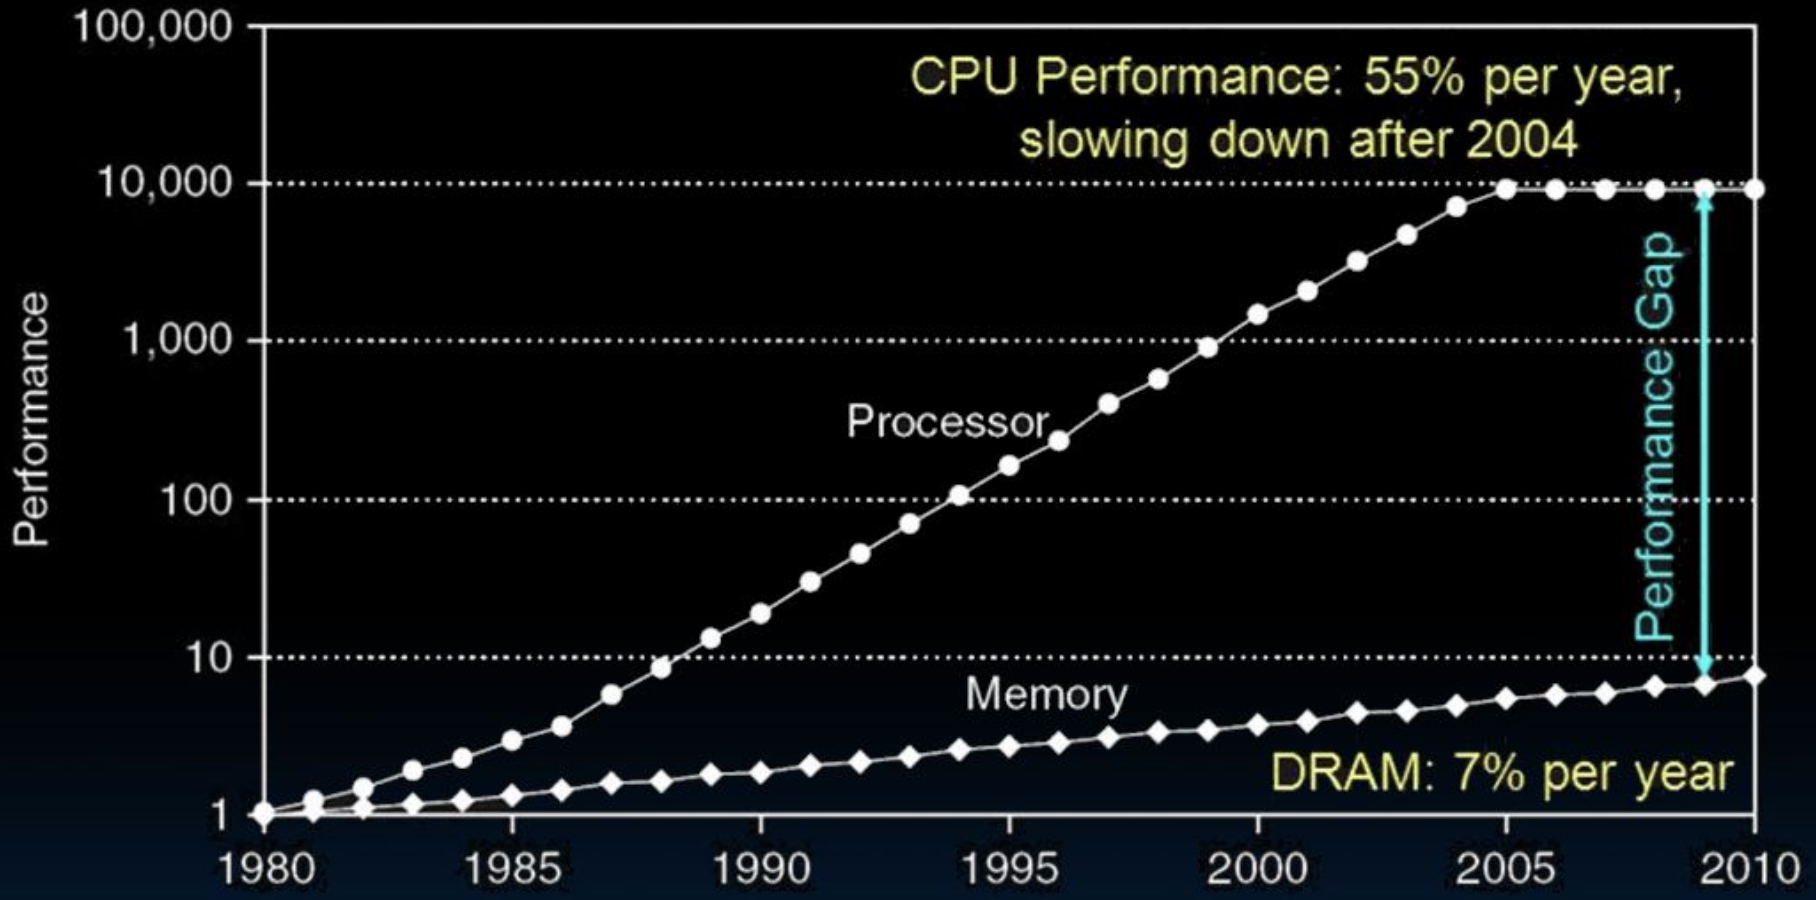 100,000
CPU Performance: 55% per year,
slowing down after 2004
10,000
1,000
Performance
Processor
Performance Gap
100
10
Memory
DRAM: 7% per year
1
1980 1985 1990 1995 2000 2005 2010